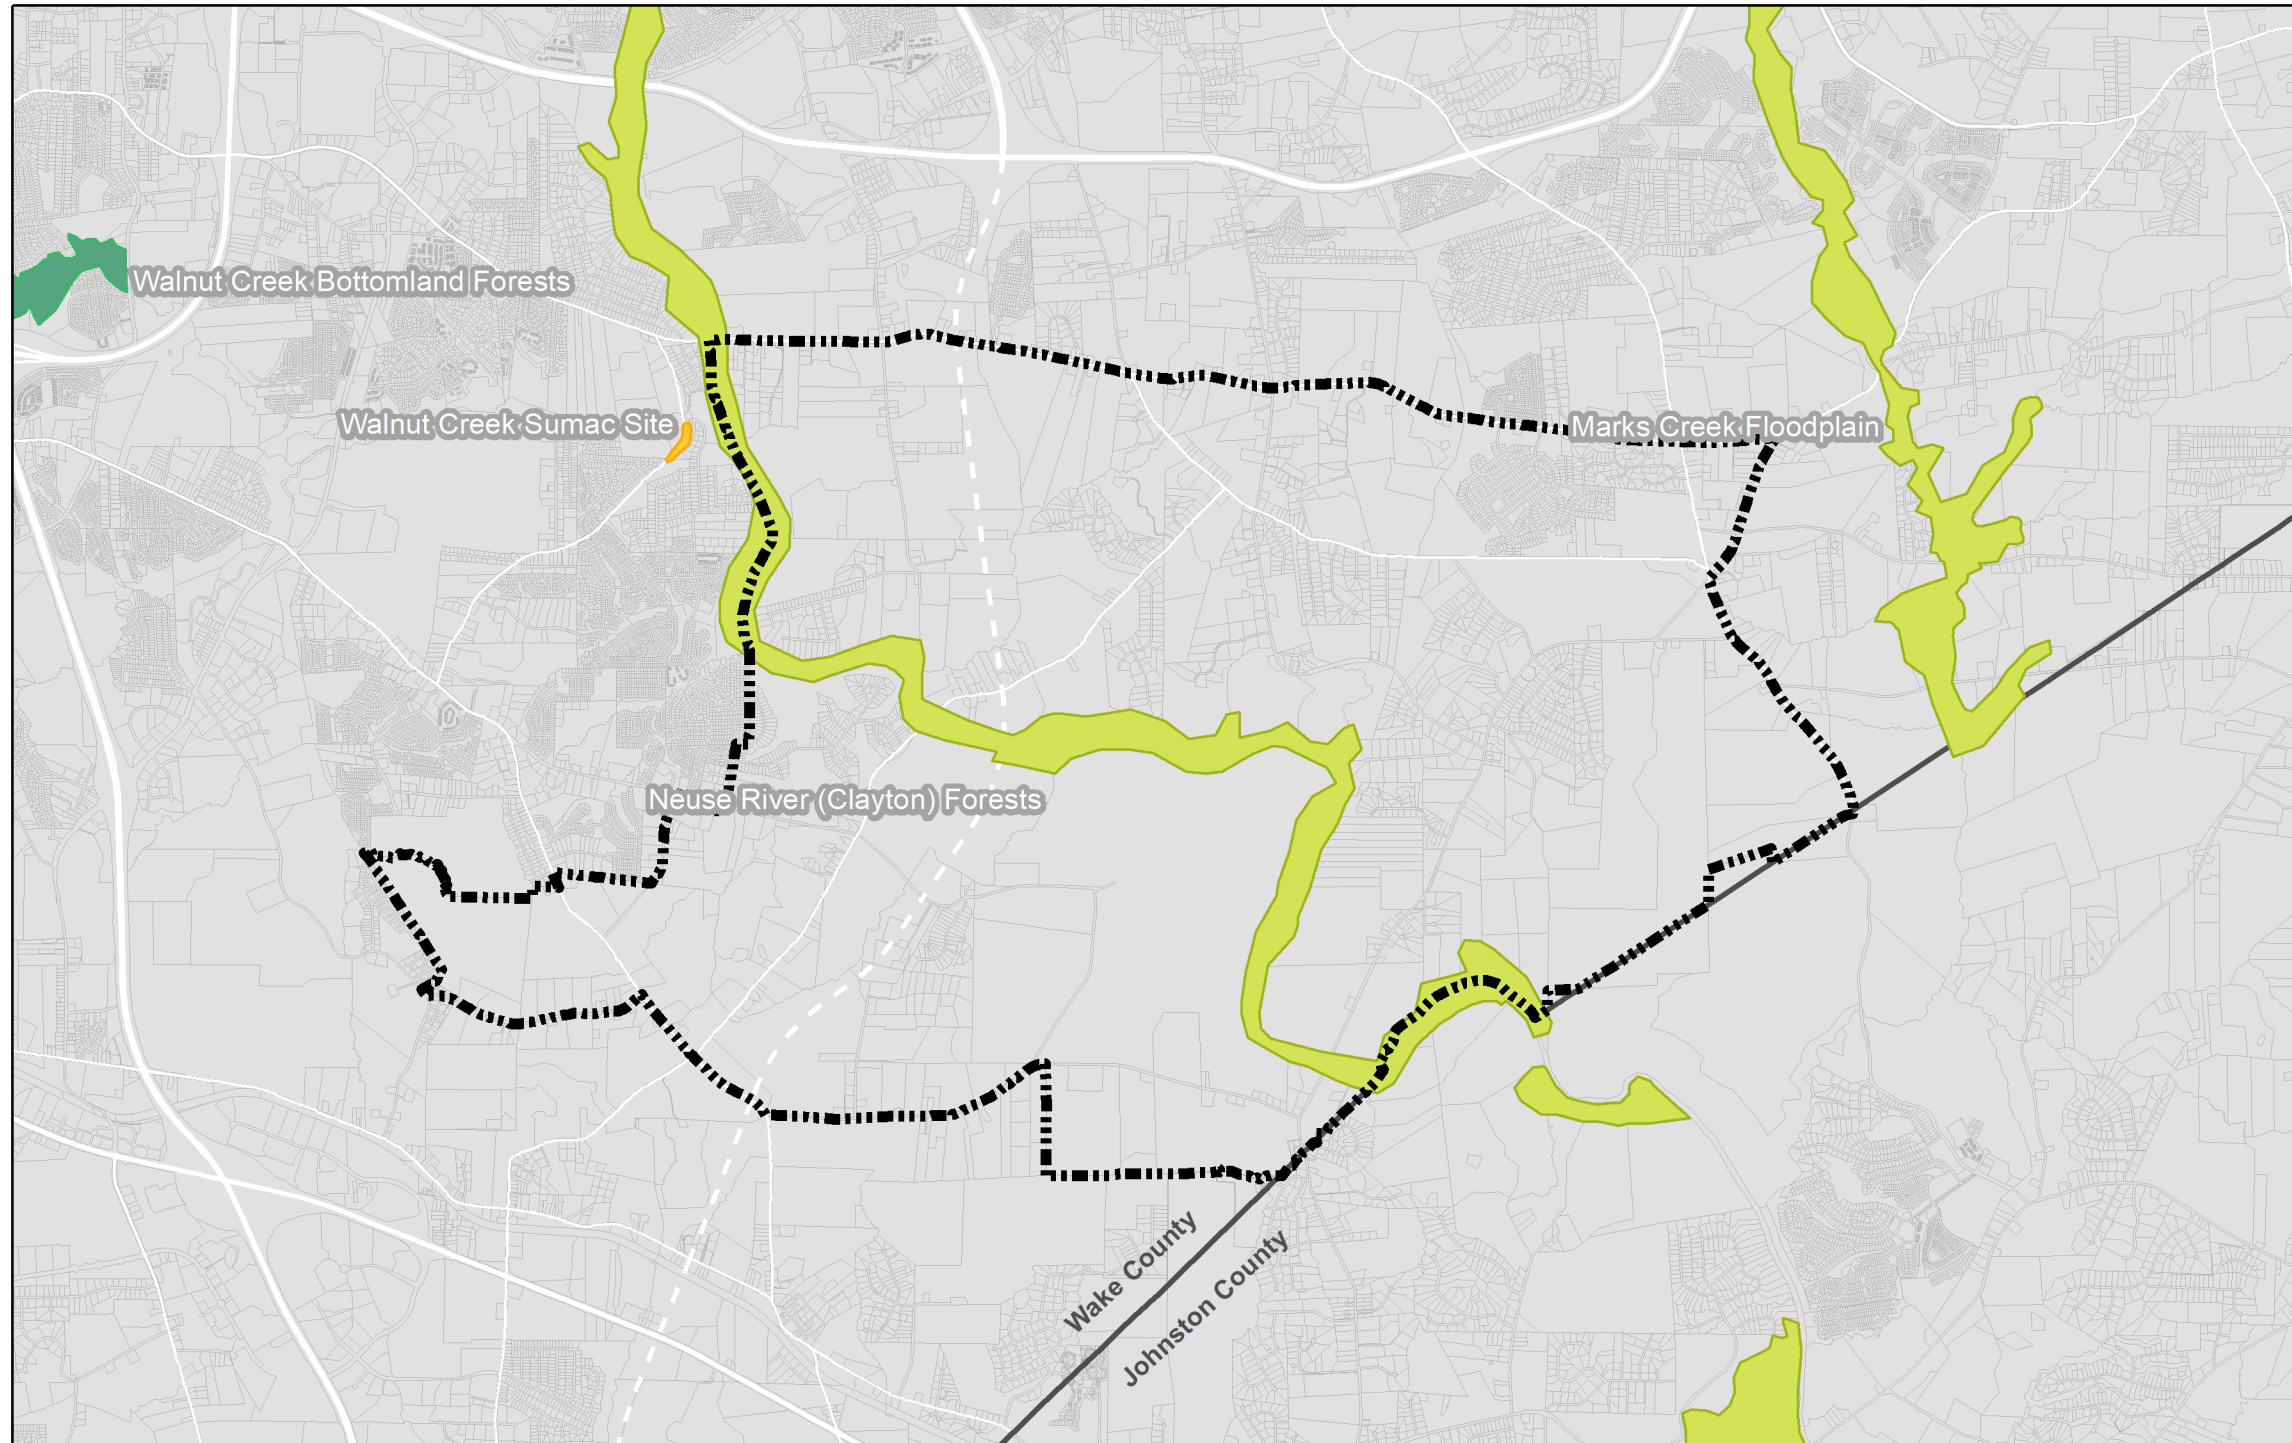 Walnut Creek Bottomland Forests
Walnut Creek Sumac Site
Marks Creek Floodplain
Neuse River (Clayton) Forests
Wake County
Johnston County